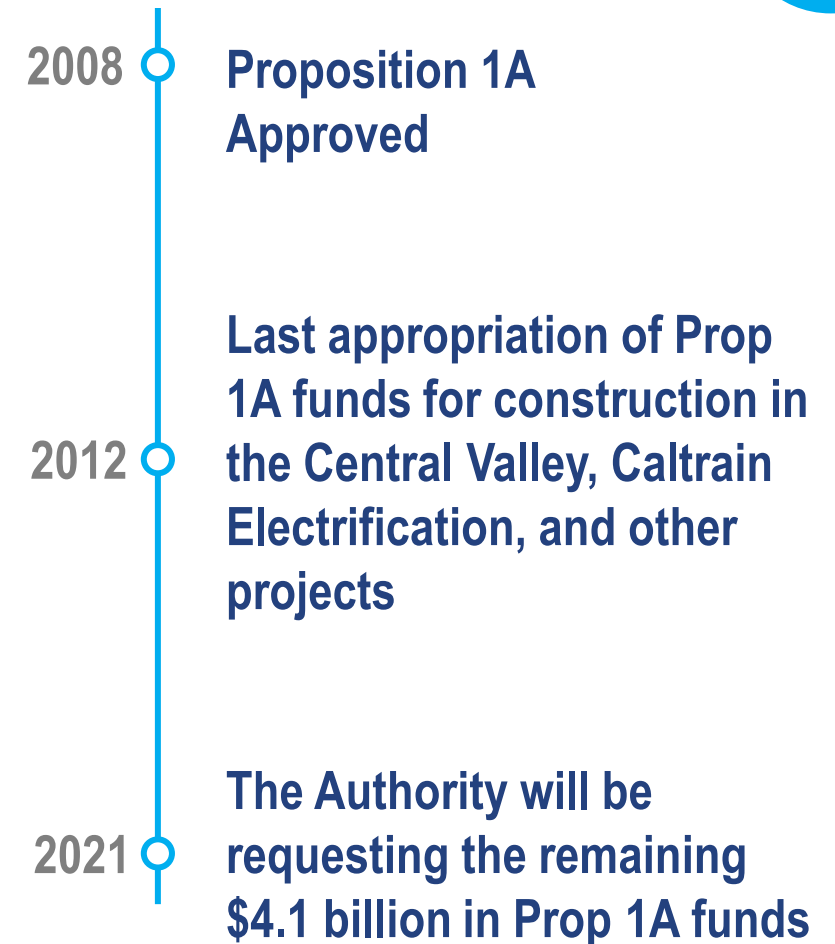 2008
Proposition 1A
Approved
2012
Last appropriation of Prop
1A funds for construction in
the Central Valley, Caltrain
Electrification, and other
projects
2021
The Authority will be
requesting the remaining
$4.1 billion in Prop 1A funds